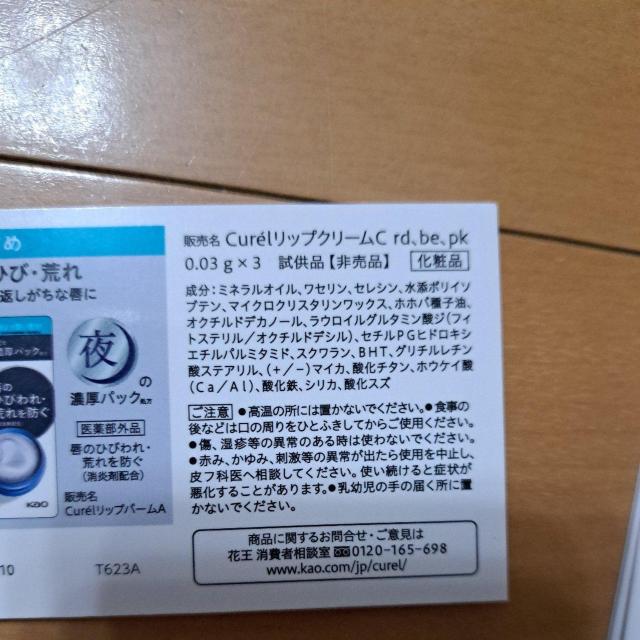 め
ひび・荒れ
返しがちな唇に
夜
の
濃厚パック処方
医薬部外品
唇のひびわれ・
荒れを防ぐ
(消炎剤配合)
販売名
CurélリップバームA
Kao
10
T623A
販売名 CurélリップクリームC rd、be、pk
0.03 g×3 試供品【非売品】 化粧品
成分:ミネラルオイル、ワセリン、セレシン、水添ポリイソ
ブテン、マイクロクリスタリンワックス、ホホバ種子油、
オクチルドデカノール、ラウロイルグルタミン酸ジ(フィ
トステリル/オクチルドデシル)、セチルPGヒドロキシ
エチルパルミタミド、スクワラン、BHT、グリチルレチン
酸ステアリル、(+/-)マイカ、酸化チタン、ホウケイ酸
(Ca/Al)、酸化鉄、シリカ、酸化スズ
ご注意 ●高温の所には置かないでください。●食事の
後などは口の周りをひとふきしてからご使用ください。
●傷、湿疹等の異常のある時は使わないでください。
●赤み、かゆみ、刺激等の異常が出たら使用を中止し、
皮フ科医へ相談してください。使い続けると症状が
悪化することがあります。●乳幼児の手の届く所に置
かないでください。
商品に関するお問合せ・ご意見は
花王 消費者相談室 0120-165-698
www.kao.com/jp/curel/